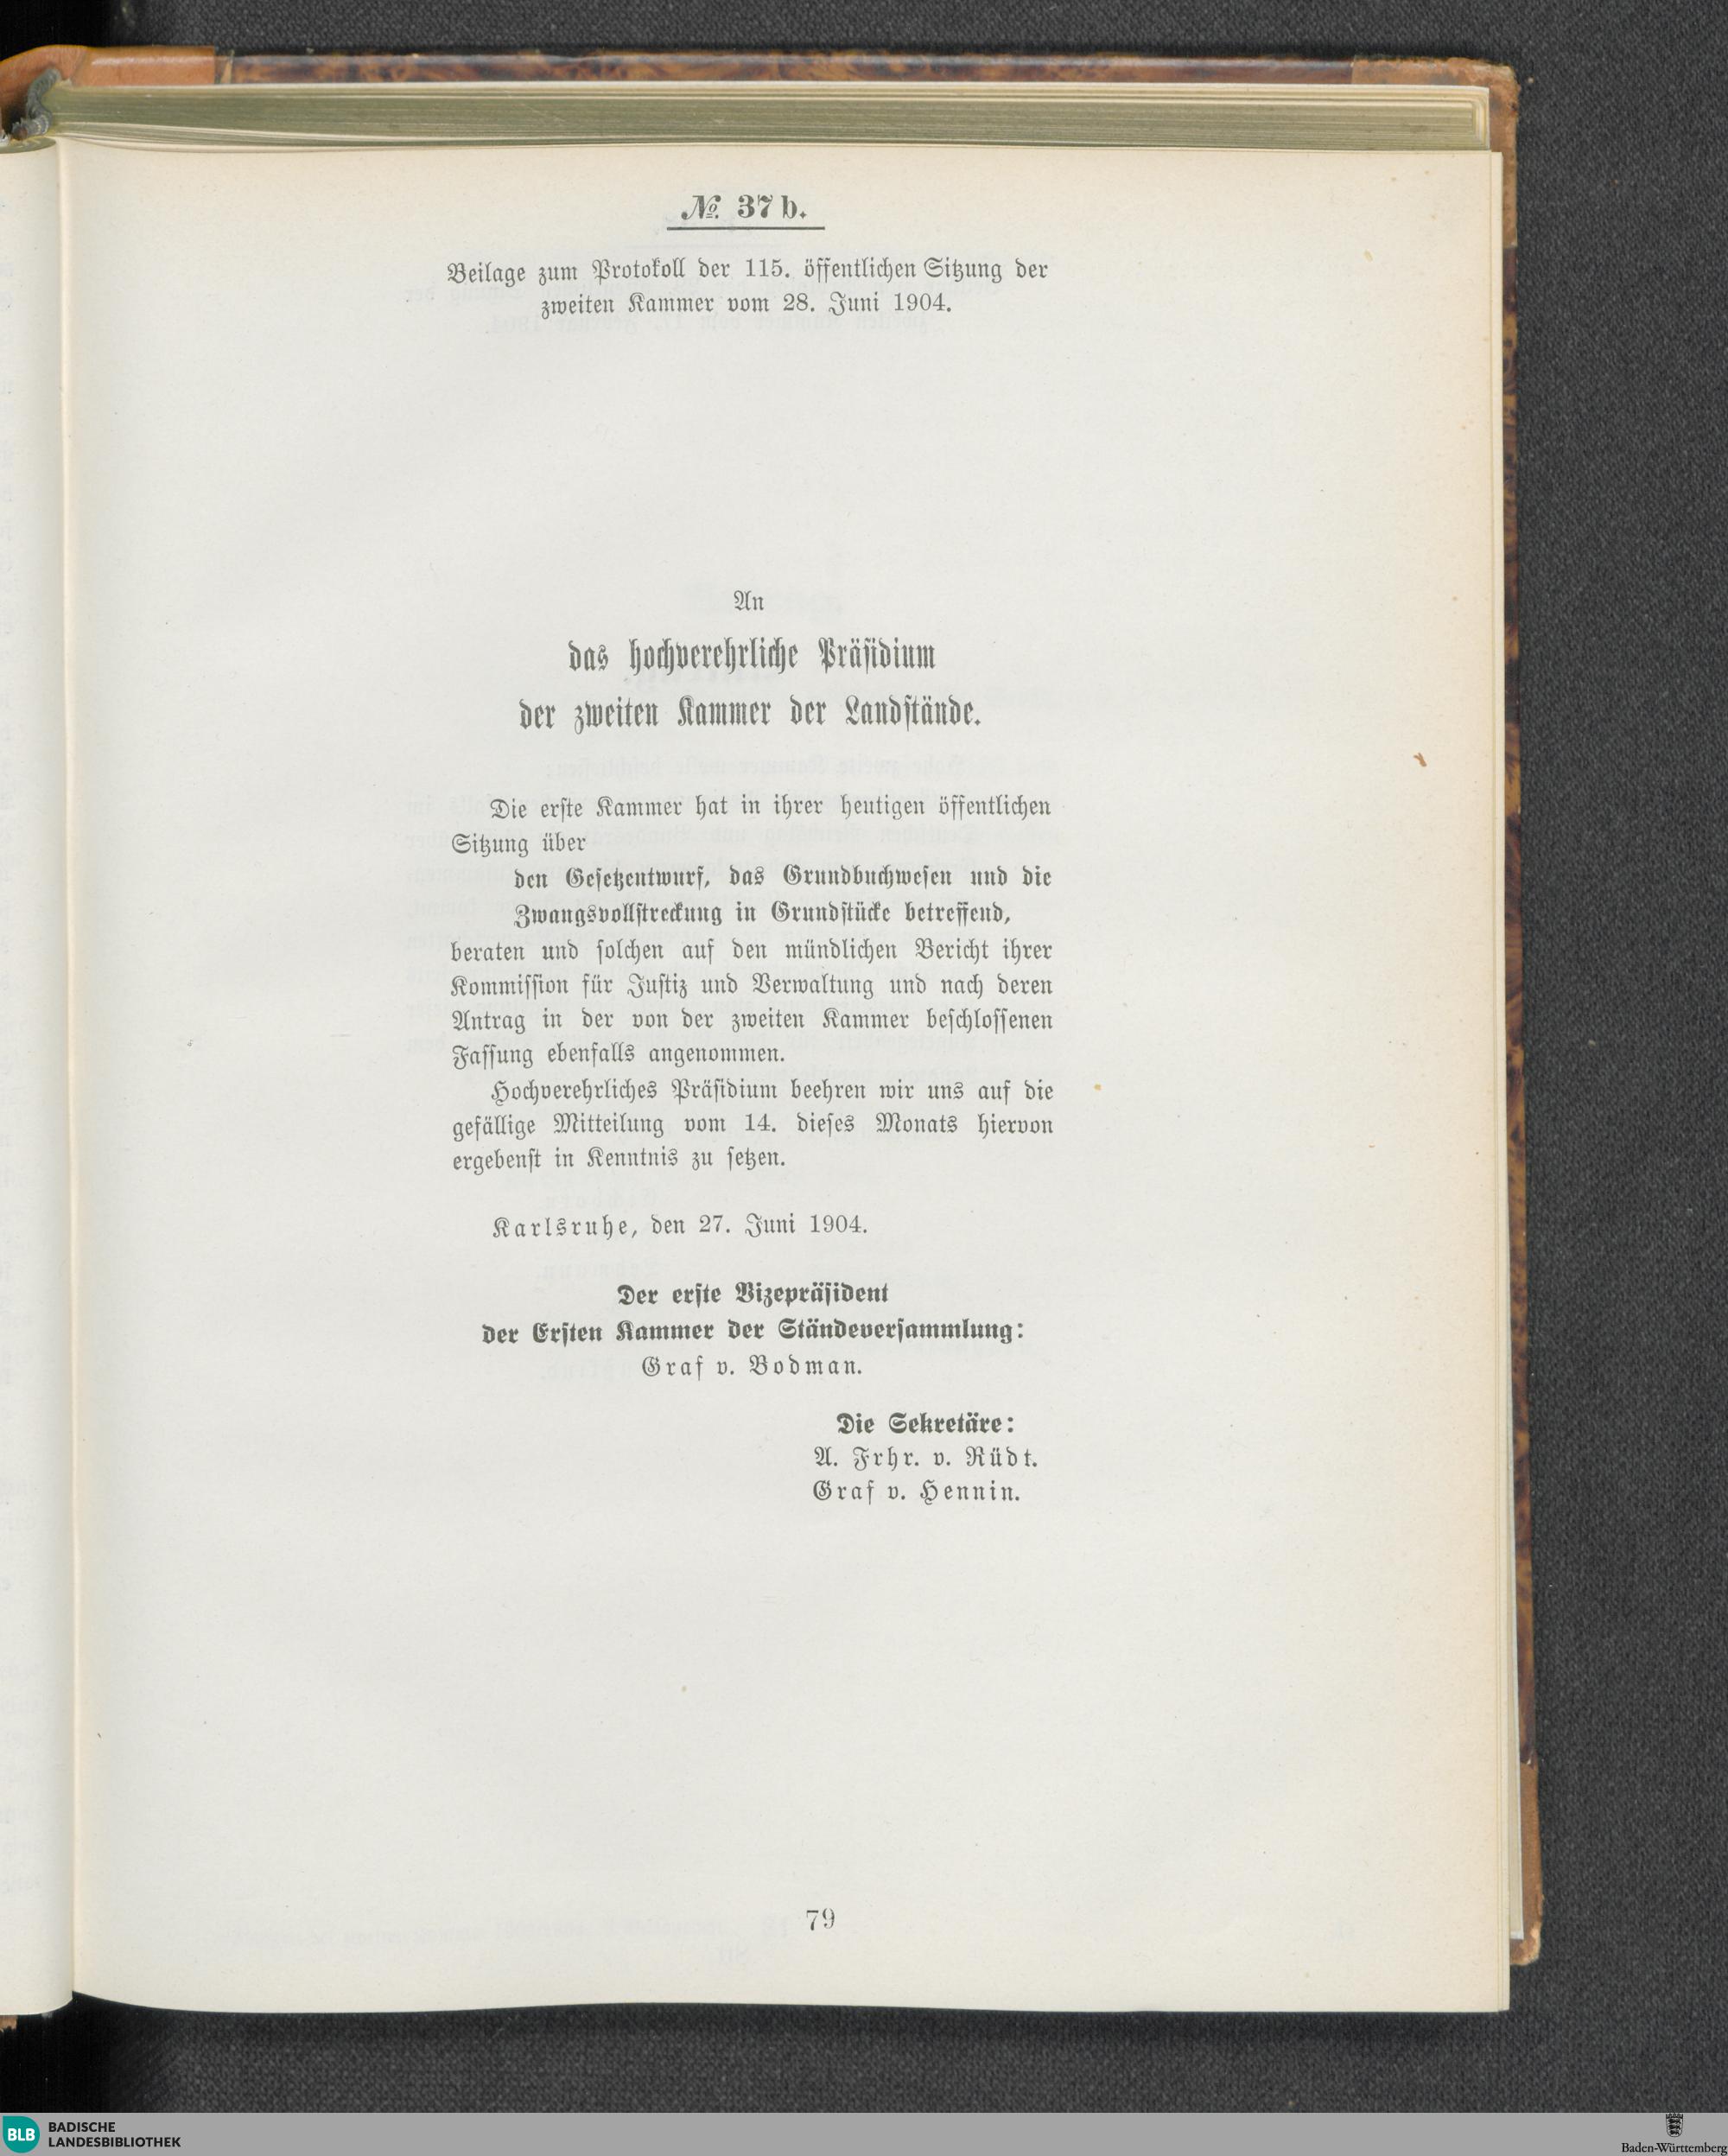 № 37 b.
Beilage zum Protokoll der 115. öffentlichen Sitzung der
zweiten Kammer vom 28. Juni 1904.
An
das hochverehrliche Präsidium
der zweiten Kammer der Landstände.
Die erste Kammer hat in ihrer heutigen öffentlichen
Sitzung über
den Gesetzentwurf, das Grundbuchwesen und die
Zwangsvollstreckung in Grundstücke betreffend,
beraten und solchen auf den mündlichen Bericht ihrer
Kommission für Justiz und Verwaltung und nach deren
Antrag in der von der zweiten Kammer beschlossenen
Fassung ebenfalls angenommen.
Hochverehrliches Präsidium beehren wir uns auf die
gefällige Mitteilung vom 14. dieses Monats hiervon
ergebenst in Kenntnis zu setzen.
Karlsruhe, den 27. Juni 1904.
Der erste Vizepräsident
der Ersten Kammer der Ständeversammlung:
Graf v. Bodman.
Die Sekretäre:
A. Frhr. v. Rüdt.
Graf v. Hennin.
79
BLB BADISCHE
LANDESBIBLIOTHEK
Baden-Württemberg